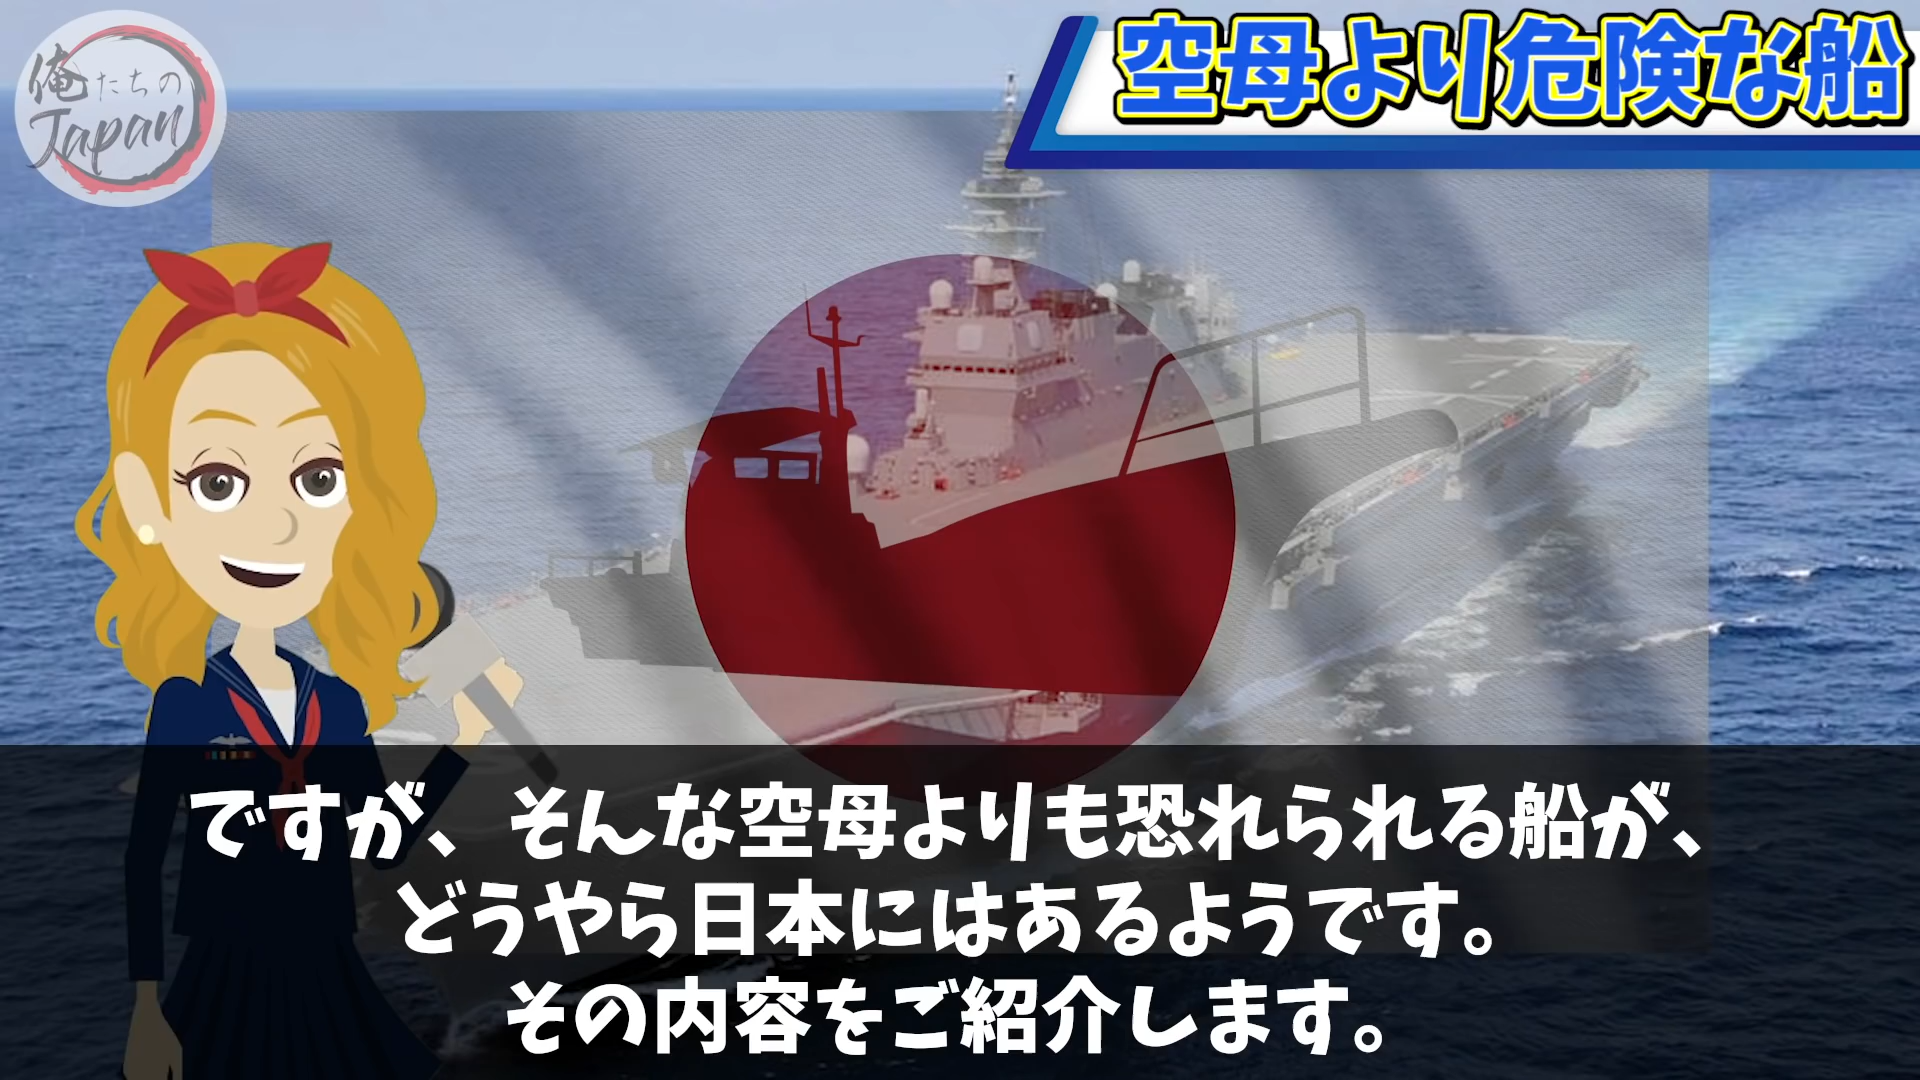 俺たちの
Japan
空母より危険な船
ですが、そんな空母よりも恐れられる船が、
どうやら日本にはあるようです。
その内容をご紹介します。